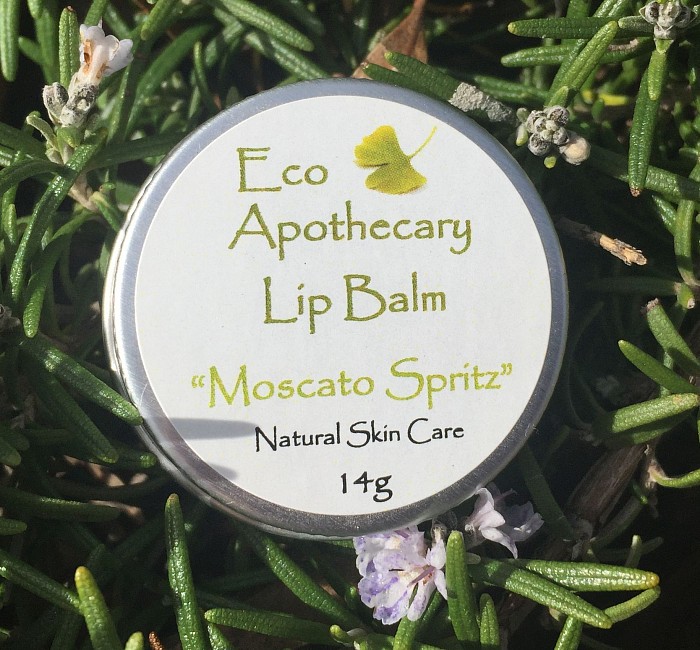 Eco
Apothecary
Lip Balm
“Moscato Spritz”
Natural Skin Care
14g